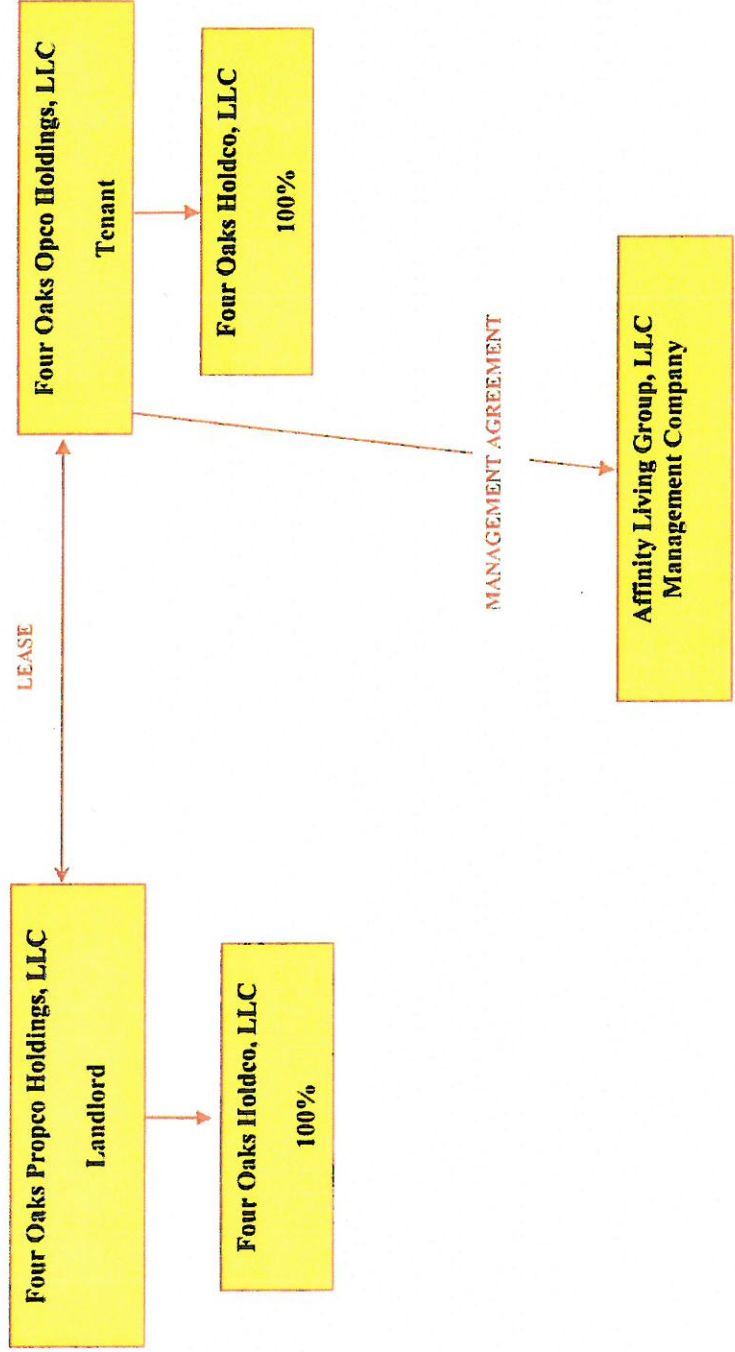 Four Oaks Propco Holdings, LLC
Landlord
LEASE
Four Oaks Opco Holdings, LLC
Tenant
Four Oaks Holdco, LLC
100%
Four Oaks Holdco, LLC
100%
MANAGEMENT AGREEMENT
Affinity Living Group, LLC
Management Company